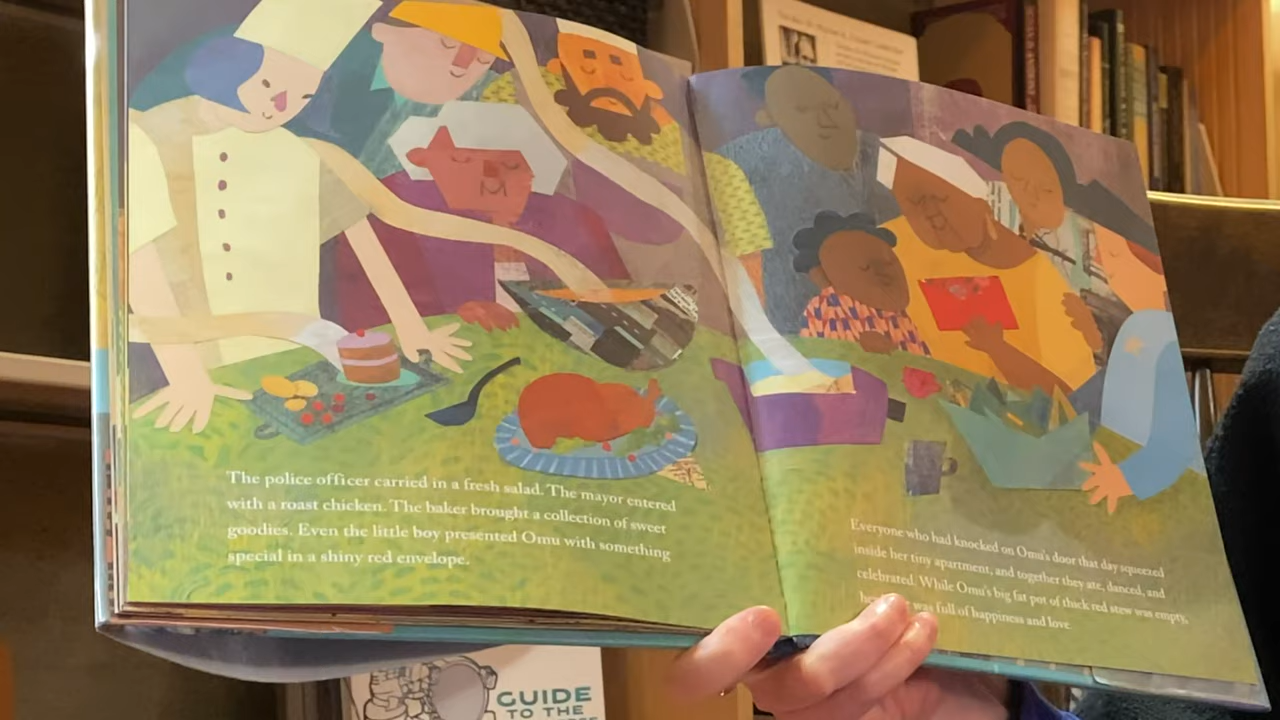 The police officer carried in a fresh salad. The mayor entered
with a roast chicken. The baker brought a collection of sweet
goodies. Even the little boy presented Omu with something
special in a shiny red envelope.
Everyone who had knocked on Omu's door that day squeezed
inside her tiny apartment, and together they ate, danced, and
celebrated. While Omu's big fat pot of thick red stew was empty,
was full of happiness and love.
GUIDE
TO THE